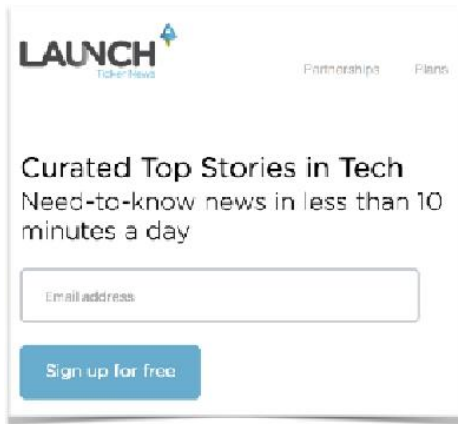 LAUNCH
Ticker News
Partnerships Plans
Curated Top Stories in Tech
Need-to-know news in less than 10
minutes a day
Email address
Sign up for free